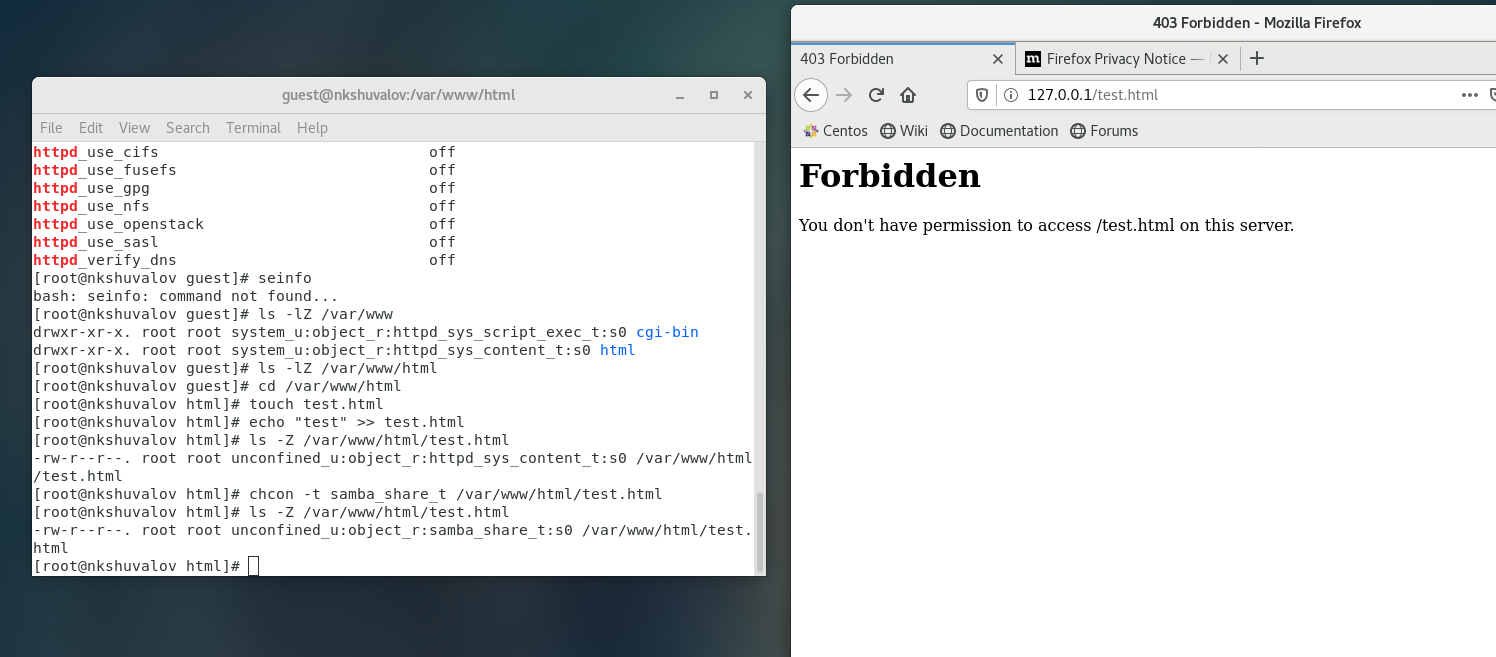 guest@nkshuvalov:/var/www/html
File Edit View Search Terminal Help
httpd_use_cifs off
httpd_use_fusefs off
httpd_use_gpg off
httpd_use_nfs off
httpd_use_openstack off
httpd_use_sasl off
httpd_verify_dns off
[root@nkshuvalov guest]# seinfo
bash: seinfo: command not found...
[root@nkshuvalov guest]# ls -lZ /var/www
drwxr-xr-x. root root system_u:object_r:httpd_sys_script_exec_t:s0 cgi-bin
drwxr-xr-x. root root system_u:object_r:httpd_sys_content_t:s0 html
[root@nkshuvalov guest]# ls -lZ /var/www/html
[root@nkshuvalov guest]# cd /var/www/html
[root@nkshuvalov html]# touch test.html
[root@nkshuvalov html]# echo "test" >> test.html
[root@nkshuvalov html]# ls -Z /var/www/html/test.html
-rw-r--r--. root root unconfined_u:object_r:httpd_sys_content_t:s0 /var/www/html
/test.html
[root@nkshuvalov html]# chcon -t samba_share_t /var/www/html/test.html
[root@nkshuvalov html]# ls -Z /var/www/html/test.html
-rw-r--r--. root root unconfined_u:object_r:samba_share_t:s0 /var/www/html/test.
html
[root@nkshuvalov html]#
403 Forbidden - Mozilla Firefox
403 Forbidden
m Firefox Privacy Notice —
127.0.0.1/test.html
Centos Wiki Documentation Forums
Forbidden
You don't have permission to access /test.html on this server.